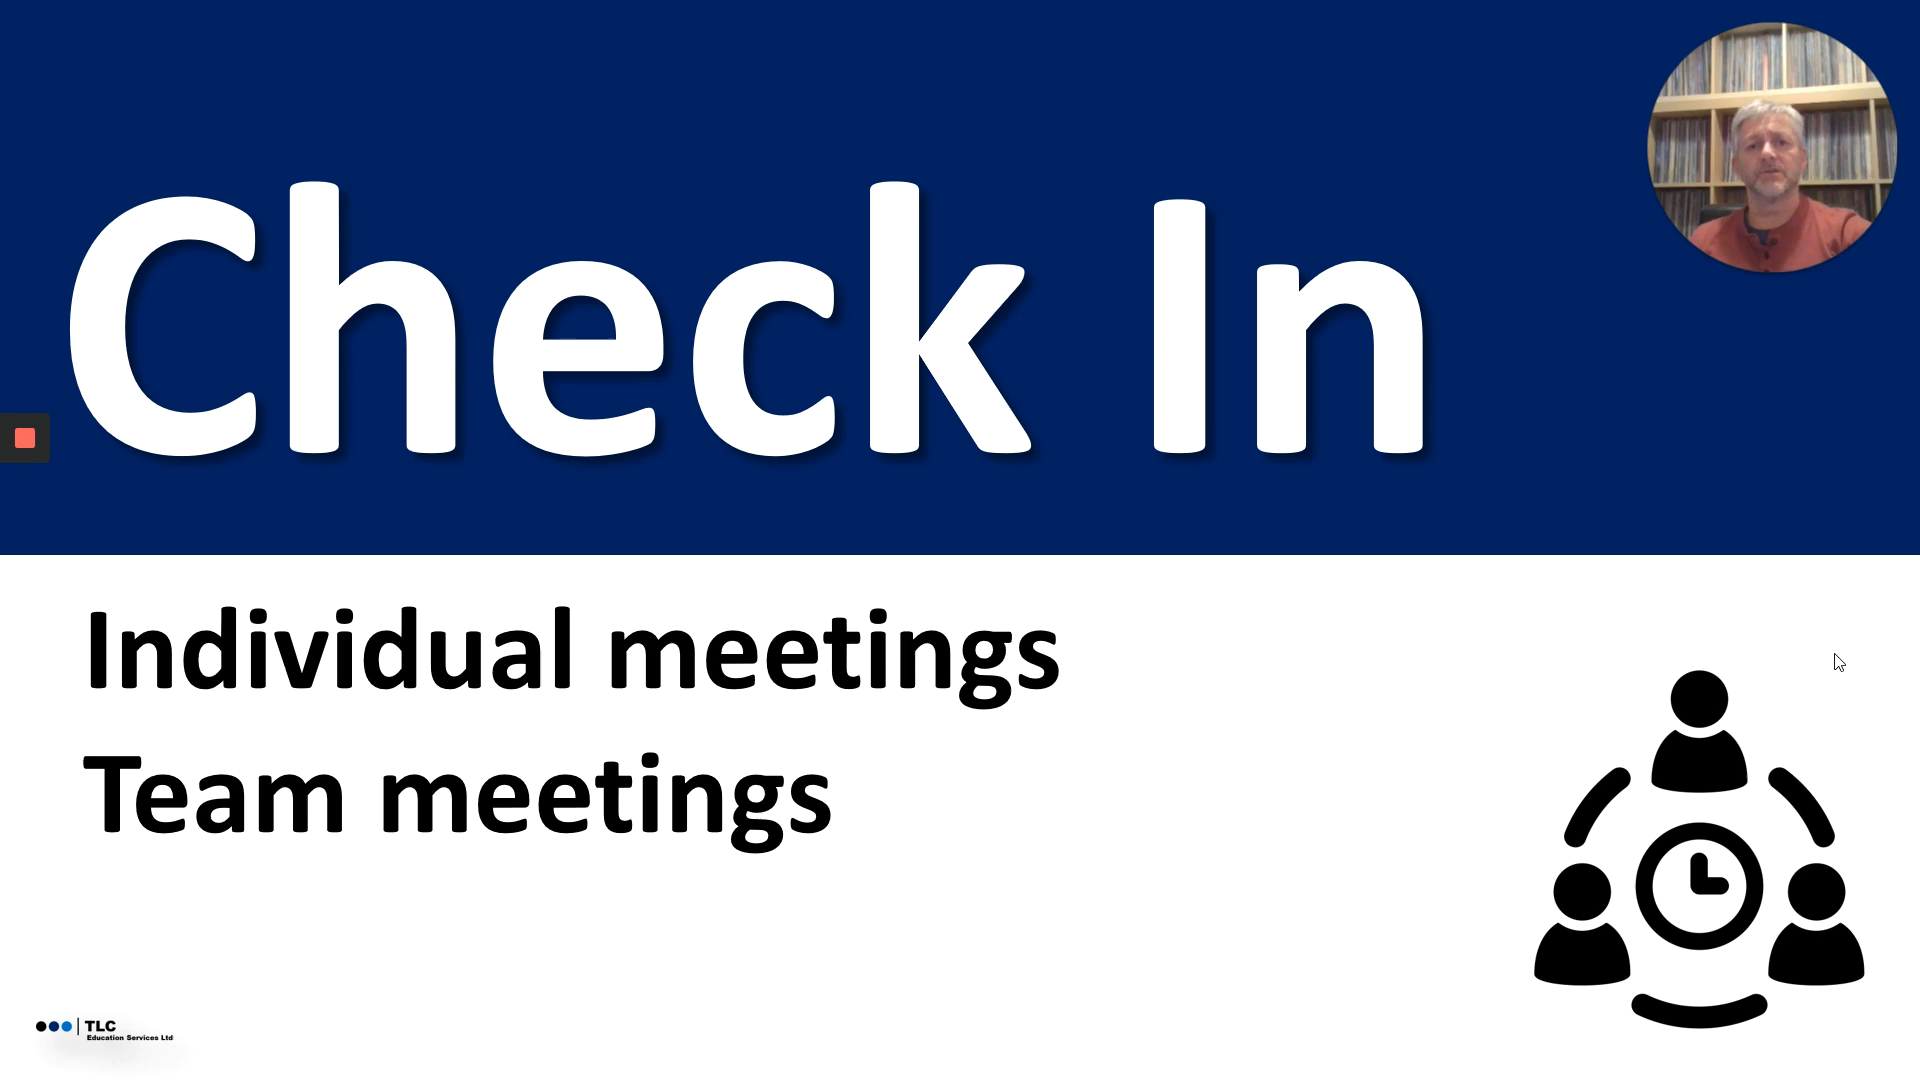 Check In
Individual meetings
Team meetings
TLC
Education Services Ltd